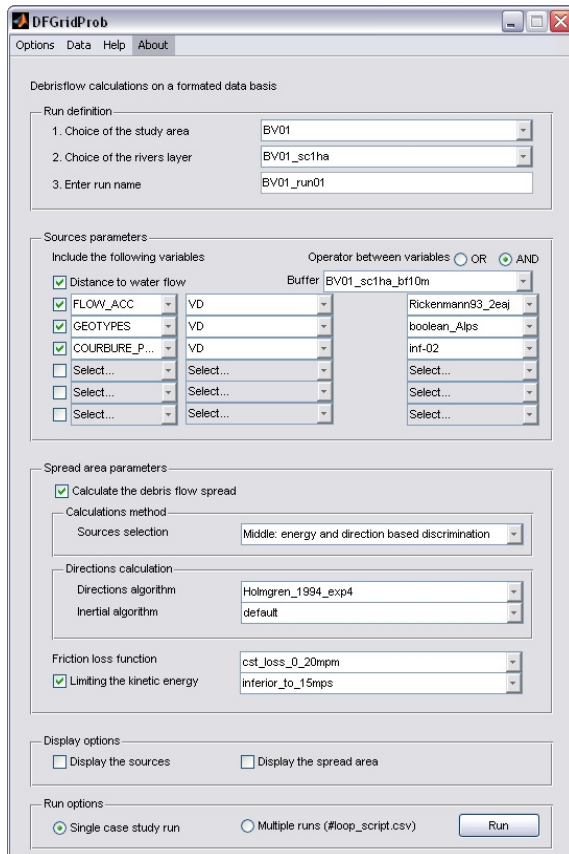 DFGridProb
Options Data Help About
Debrisflow calculations on a formated data basis
Run definition
1. Choice of the study area BV01
2. Choice of the rivers layer BV01_sc1ha
3. Enter run name BV01_run01
Sources parameters
Include the following variables Operator between variables OR AND
Distance to water flow Buffer BV01_sc1ha_bf10m
FLOW_ACC VD Rickenmann93_2eaj
GEOTYPES VD boolean_Alps
COURBURE_P... VD inf-02
Select... Select... Select...
Select... Select... Select...
Select... Select... Select...
Spread area parameters
Calculate the debris flow spread
Calculations method
Sources selection Middle: energy and direction based discrimination
Directions calculation
Directions algorithm Holmgren_1994_exp4
Inertial algorithm default
Friction loss function cst_loss_0_20mpm
Limiting the kinetic energy inferior_to_15mps
Display options
Display the sources Display the spread area
Run options
Single case study run Multiple runs (#loop_script.csv) Run